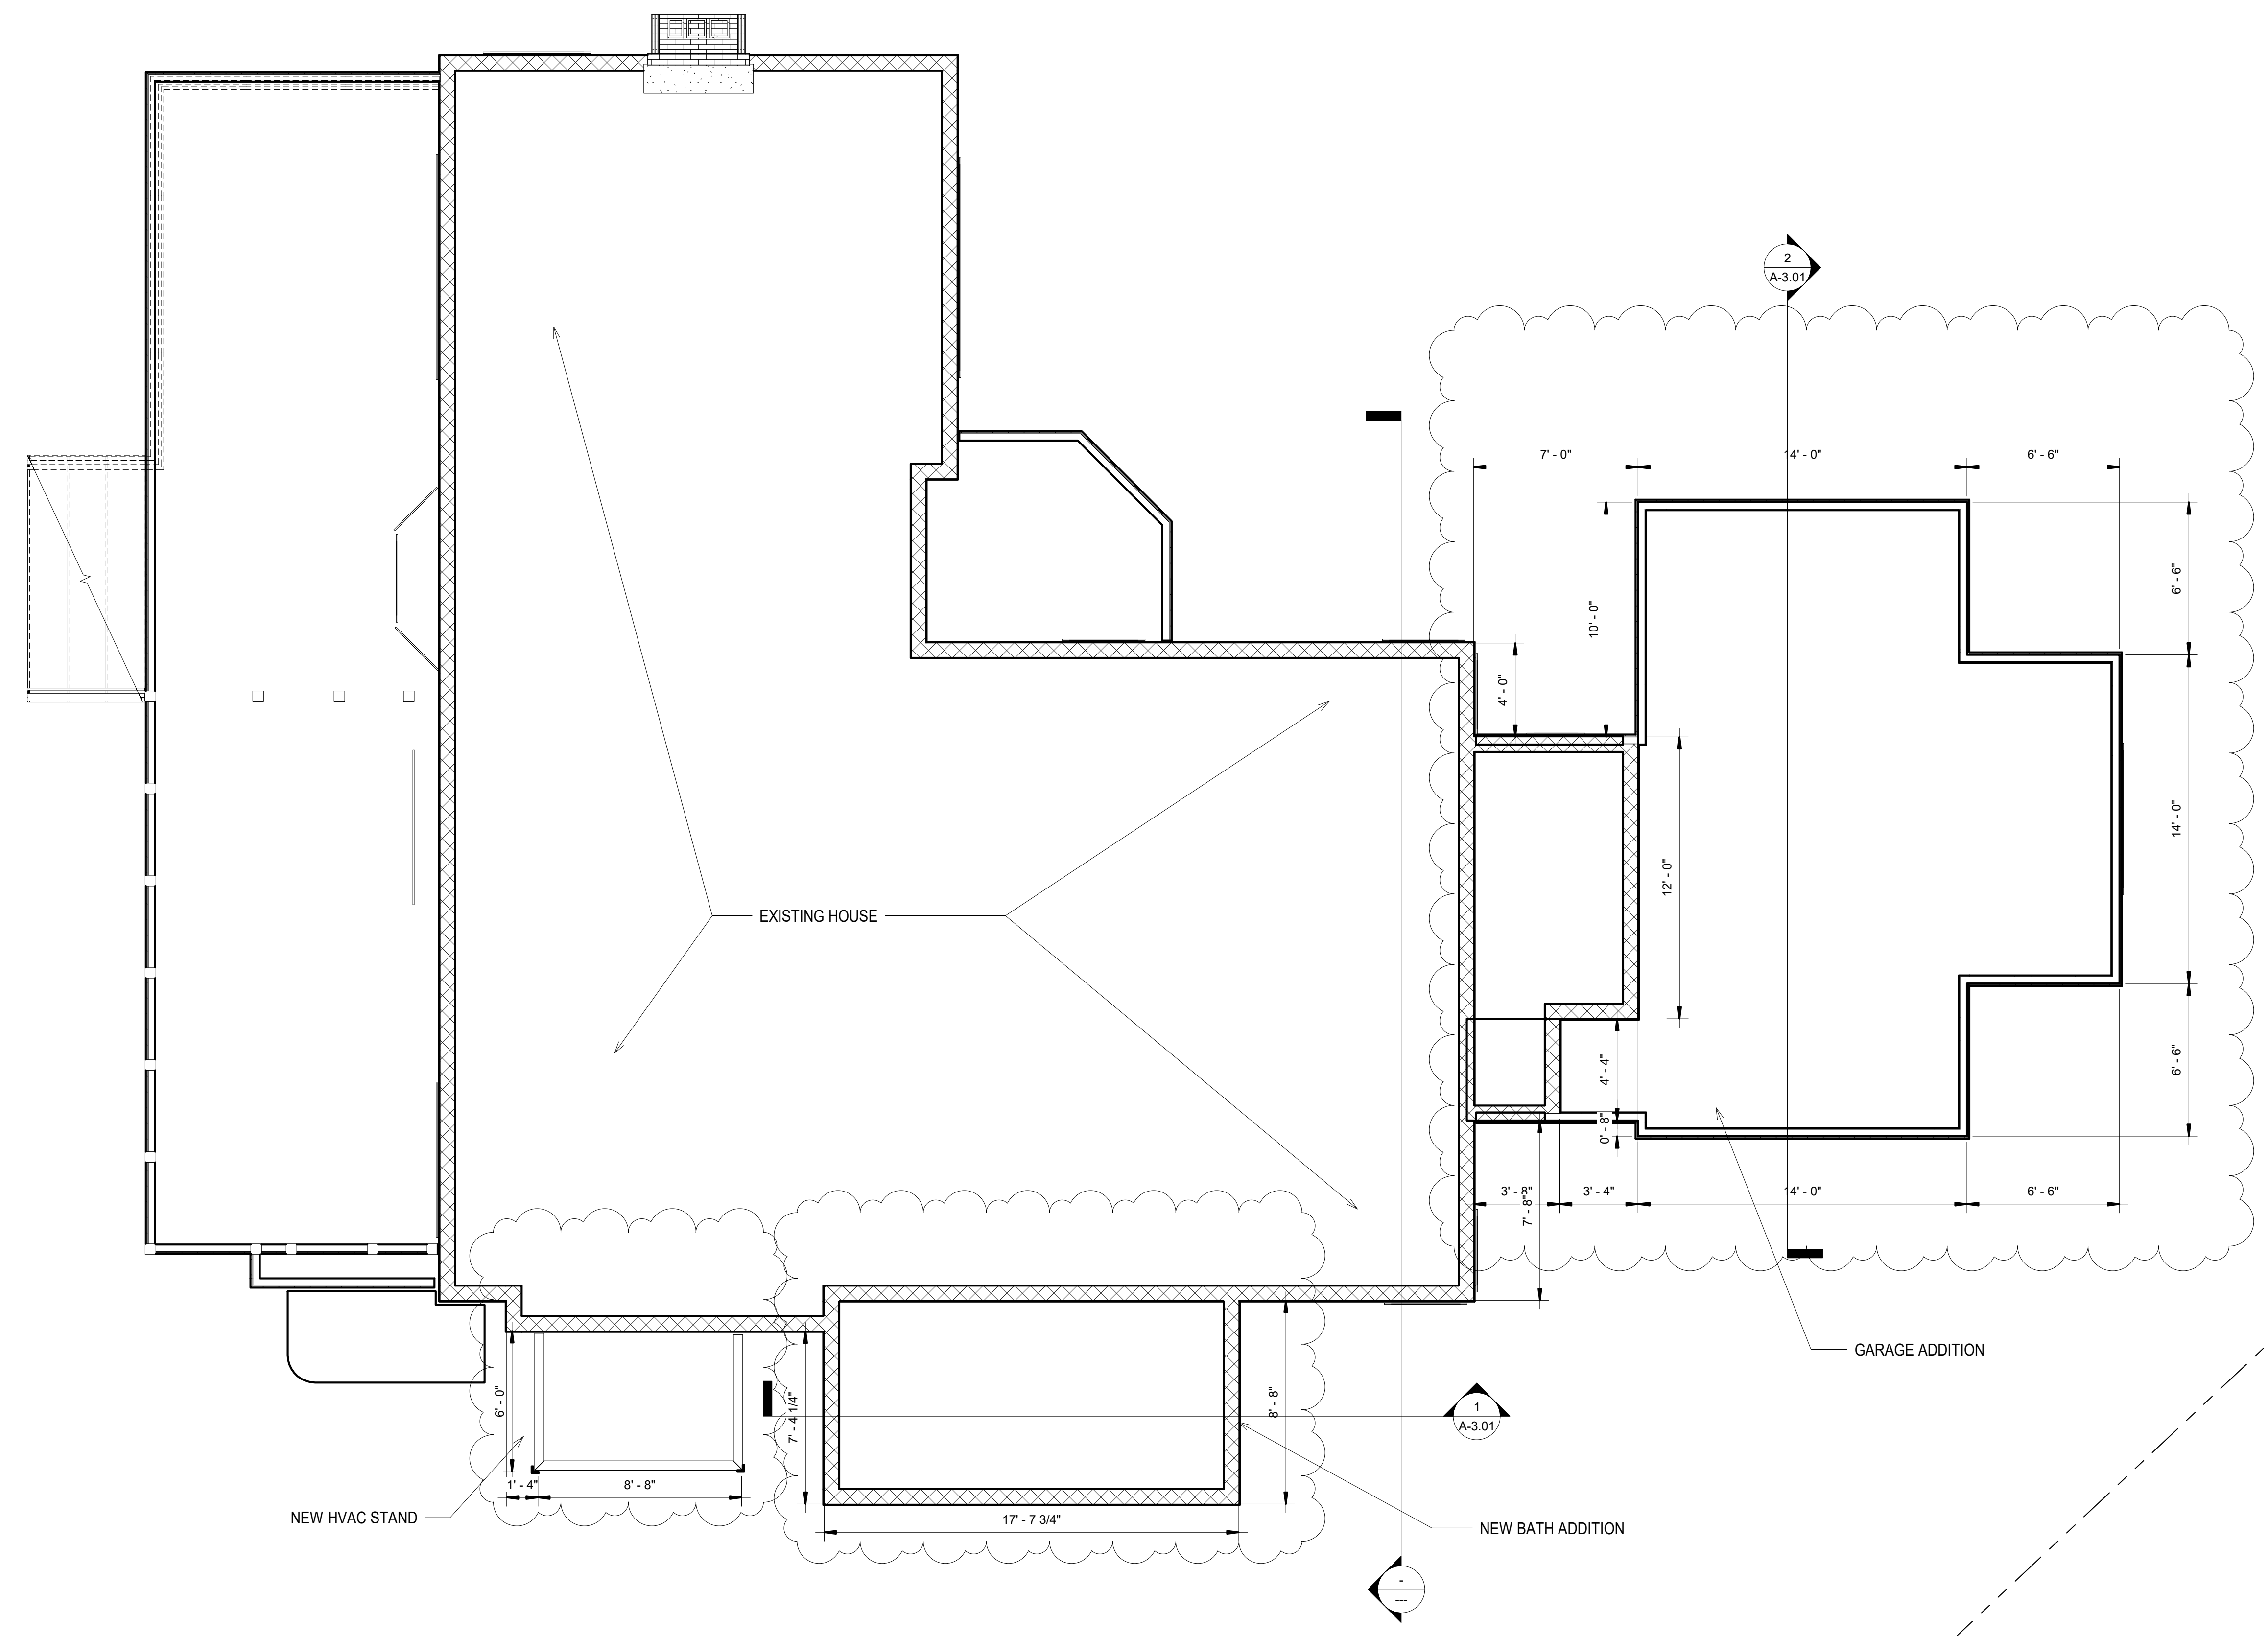 2
A-3.01
7' - 0"
14' - 0"
6' - 6"
10' - 0"
6' - 6"
4' - 0"
14' - 0"
12' - 0"
EXISTING HOUSE
4' - 4"
6' - 6"
0' - 8"
3' - 8"
3' - 4"
14' - 0"
6' - 6"
7' - 8"
GARAGE ADDITION
6' - 0"
7' - 4 1/4"
8' - 8"
1
A-3.01
1' - 4"
8' - 8"
NEW HVAC STAND
17' - 7 3/4"
NEW BATH ADDITION
-
---